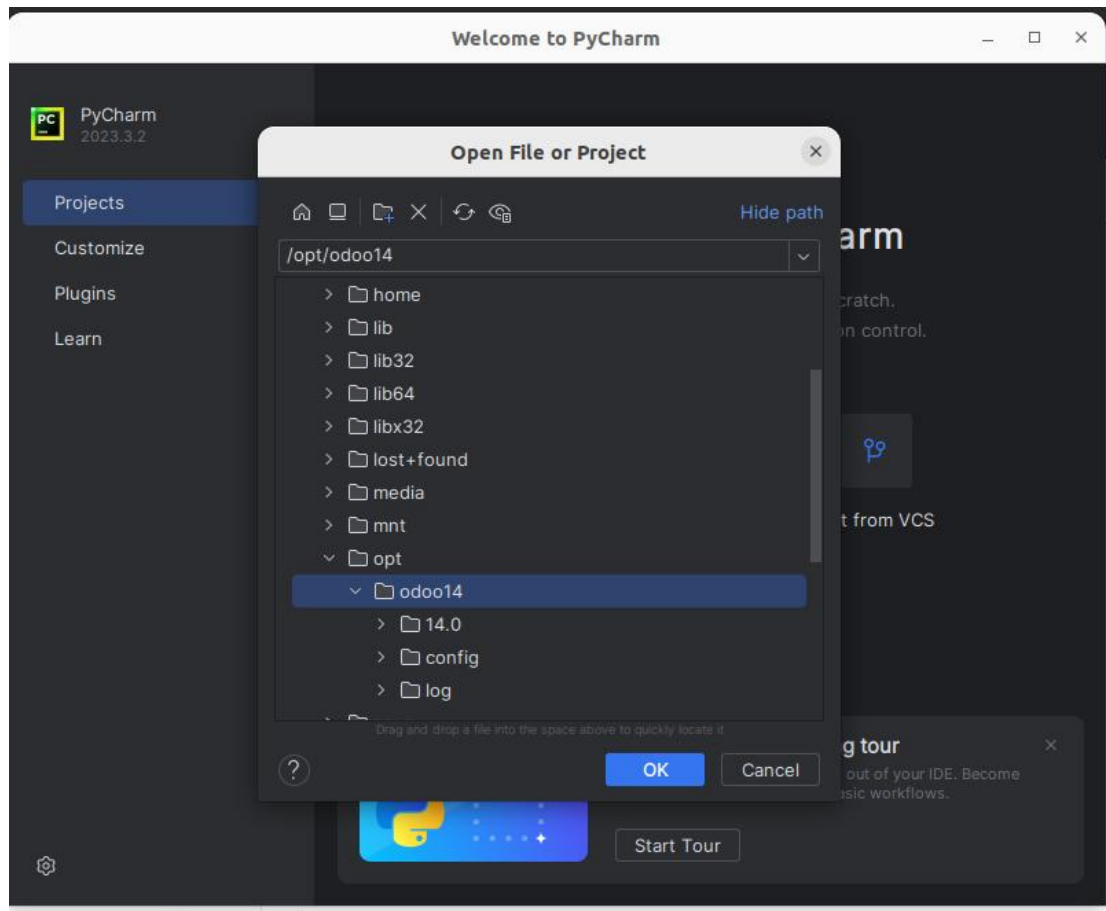 Welcome to PyCharm
PC
PyCharm
2023.3.2
Projects
Customize
Plugins
Learn
Open File or Project
Hide path
/opt/odoo14
home
lib
lib32
lib64
libx32
lost+found
media
mnt
opt
odoo14
14.0
config
log
Drag and drop a file into the space above to quickly locate it
?
OK
Cancel
arm
cratch.
on control.
t from VCS
g tour
out of your IDE. Become
asic workflows.
Start Tour